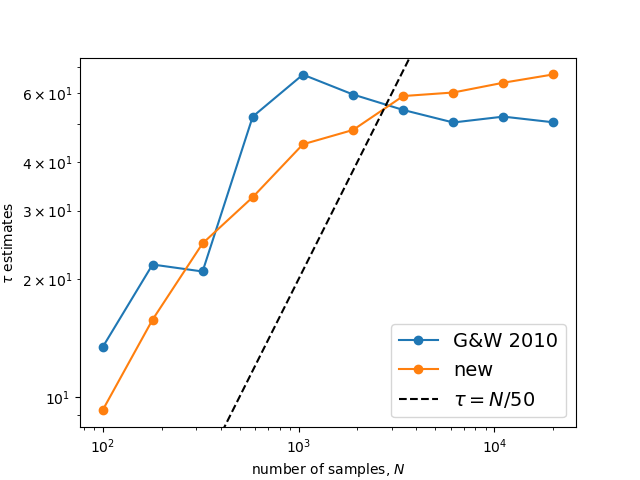 6 × 10¹
4 × 10¹
3 × 10¹
2 × 10¹
10¹
τ estimates
10²
10³
10⁴
number of samples, N
G&W 2010
new
τ = N/50